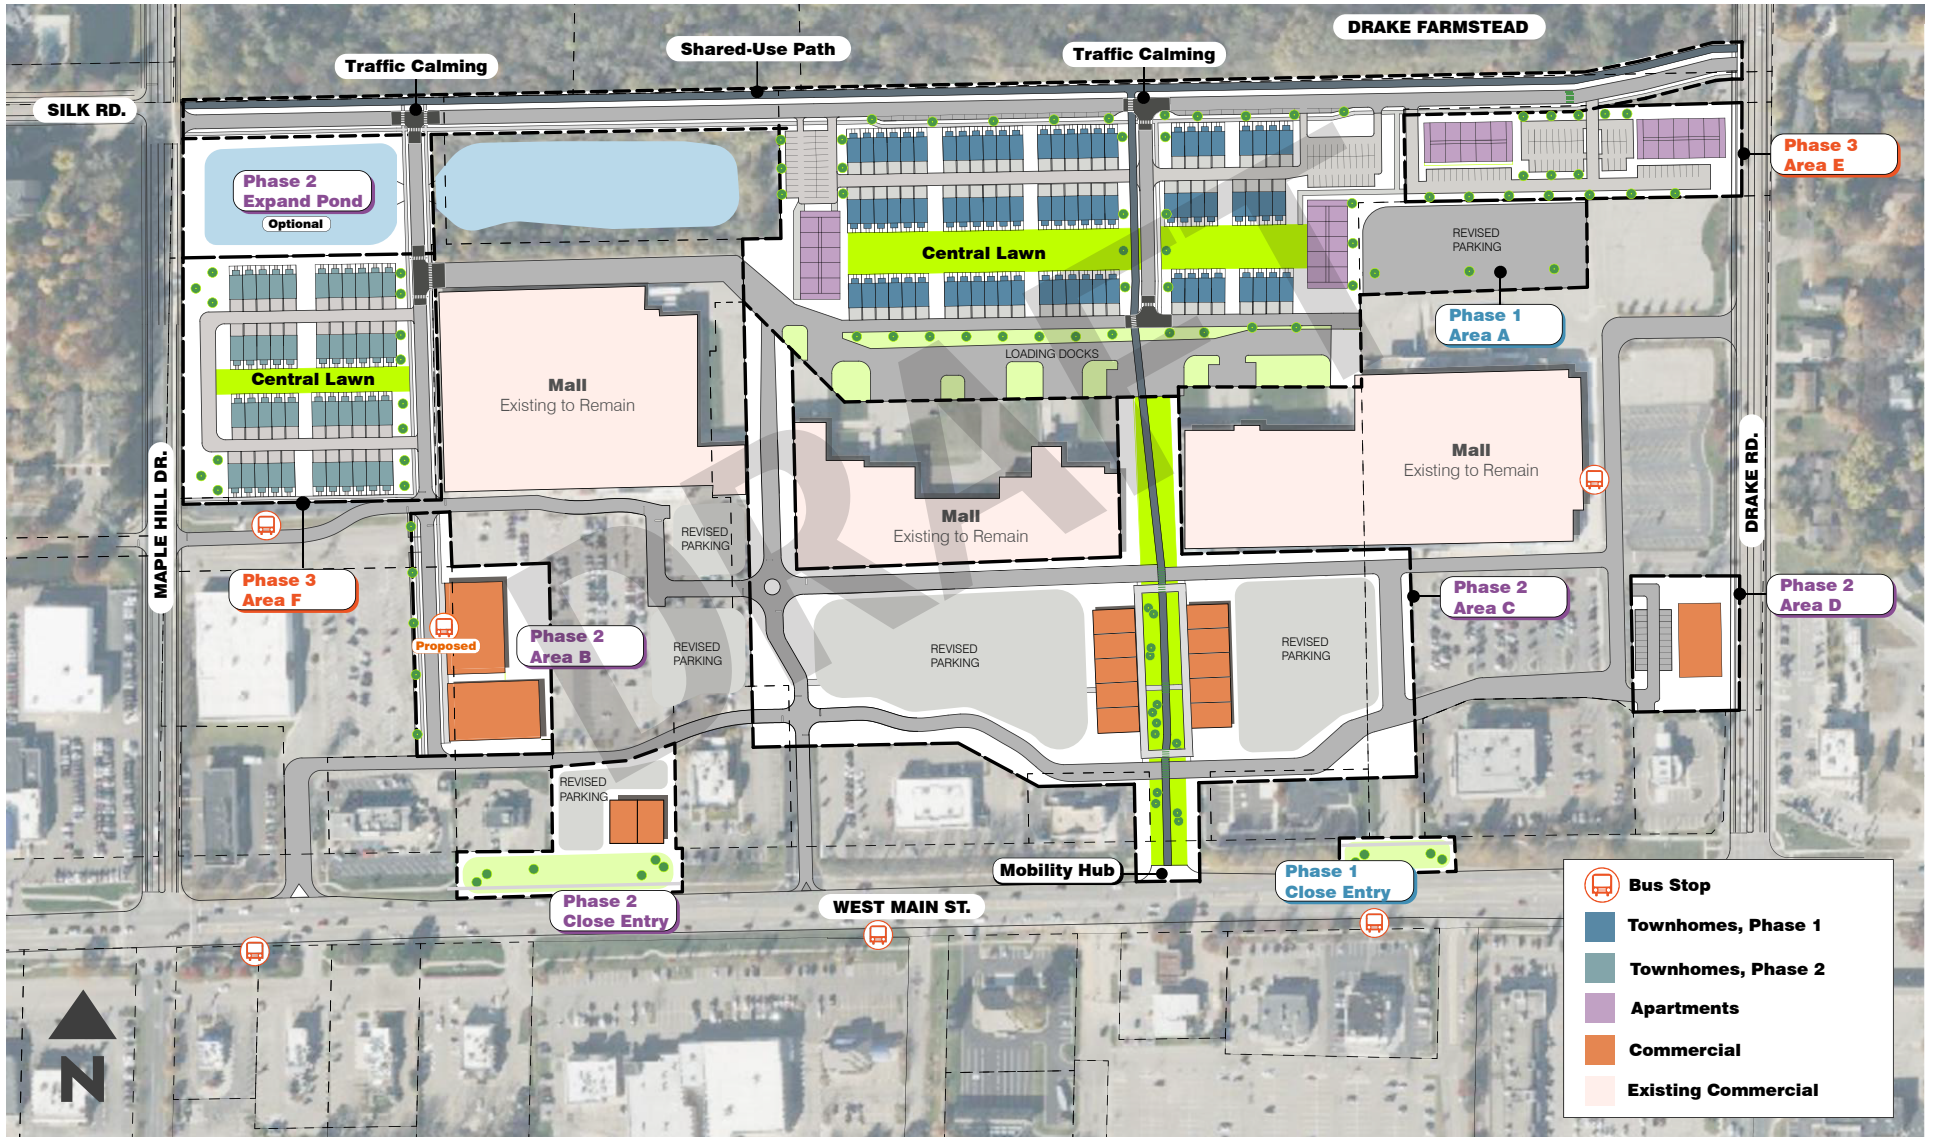 DRAKE FARMSTEAD
Shared-Use Path
Traffic Calming
Traffic Calming
SILK RD.
Phase 3
Area E
Phase 2
Expand Pond
Optional
REVISED
PARKING
Central Lawn
Phase 1
Area A
LOADING DOCKS
Central Lawn
Mall
Existing to Remain
Mall
Existing to Remain
Mall
Existing to Remain
MAPLE HILL DR.
DRAKE RD.
REVISED
PARKING
Phase 3
Area F
Phase 2
Area C
Phase 2
Area D
Proposed
Phase 2
Area B
REVISED
PARKING
REVISED
PARKING
REVISED
PARKING
REVISED
PARKING
Mobility Hub
Phase 1
Close Entry
Phase 2
Close Entry
WEST MAIN ST.
Bus Stop
Townhomes, Phase 1
Townhomes, Phase 2
Apartments
Commercial
Existing Commercial
N
DRAFT